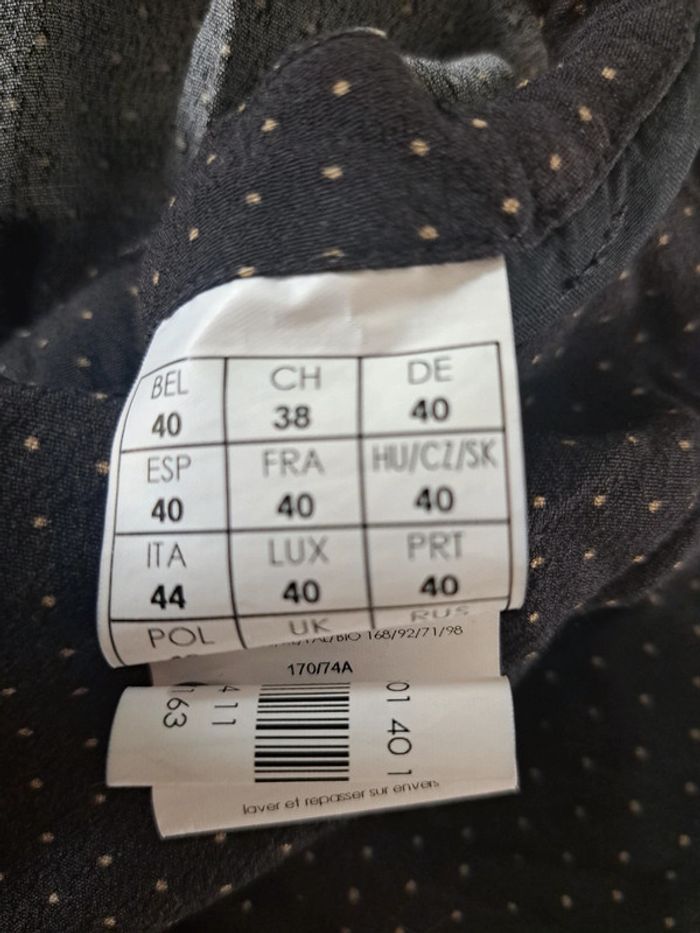 BEL CH DE
40 38 40
ESP FRA HU/CZ/SK
40 40 40
ITA LUX PRT
44 40 40
POL UK RUS
168/92/71/98
170/74A
163
4 11
01 40 1
laver et repasser sur envers